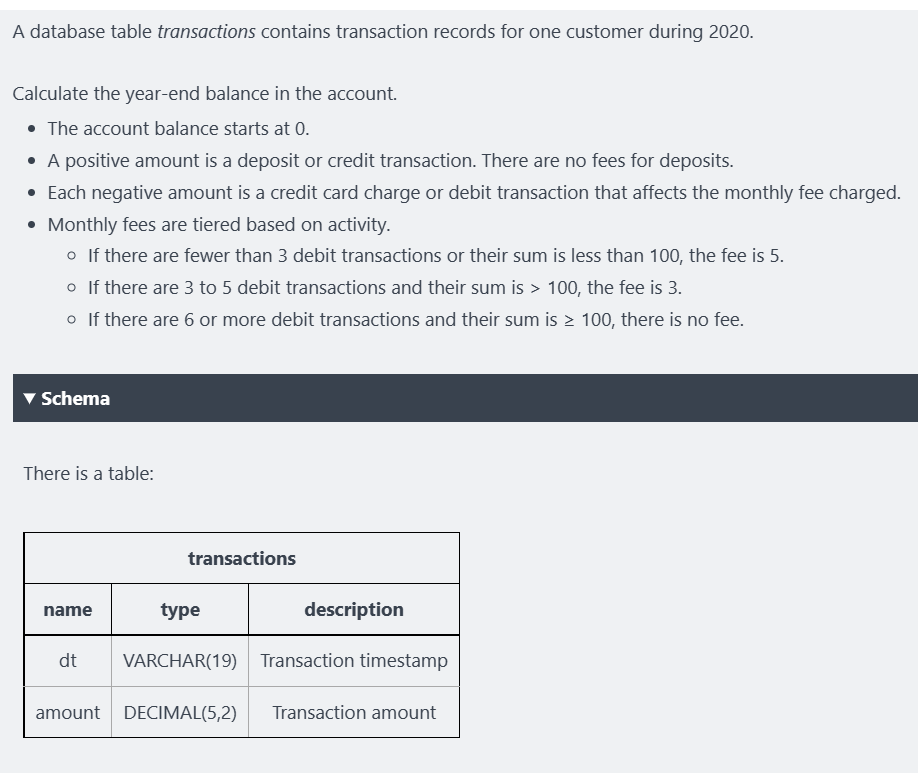 A database table transactions contains transaction records for one customer during 2020.
Calculate the year-end balance in the account.
• The account balance starts at 0.
• A positive amount is a deposit or credit transaction. There are no fees for deposits.
• Each negative amount is a credit card charge or debit transaction that affects the monthly fee charged.
• Monthly fees are tiered based on activity.
◦ If there are fewer than 3 debit transactions or their sum is less than 100, the fee is 5.
◦ If there are 3 to 5 debit transactions and their sum is > 100, the fee is 3.
◦ If there are 6 or more debit transactions and their sum is ≥ 100, there is no fee.
▼ Schema
There is a table:
transactions
name type description
dt VARCHAR(19) Transaction timestamp
amount DECIMAL(5,2) Transaction amount